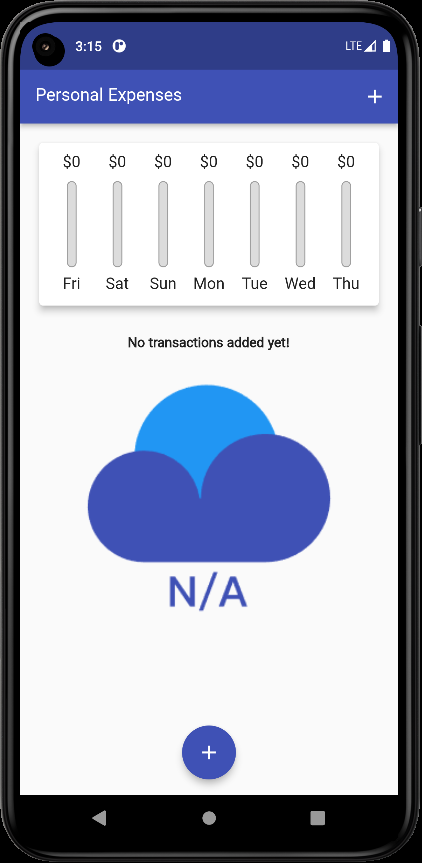 3:15 LTE
Personal Expenses +
$0 $0 $0 $0 $0 $0 $0
Fri Sat Sun Mon Tue Wed Thu
No transactions added yet!
N/A
+